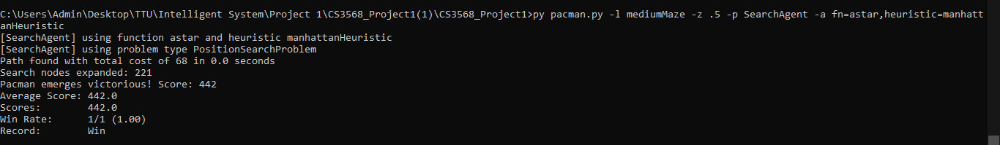 C:\Users\Admin\Desktop\TTU\Intelligent System\Project 1\CS3568_Project1(1)\CS3568_Project1>py pacman.py -l mediumMaze -z .5 -p SearchAgent -a fn=astar,heuristic=manhatt
anHeuristic
[SearchAgent] using function astar and heuristic manhattanHeuristic
[SearchAgent] using problem type PositionSearchProblem
Path found with total cost of 68 in 0.0 seconds
Search nodes expanded: 221
Pacman emerges victorious! Score: 442
Average Score: 442.0
Scores:        442.0
Win Rate:      1/1 (1.00)
Record:        Win